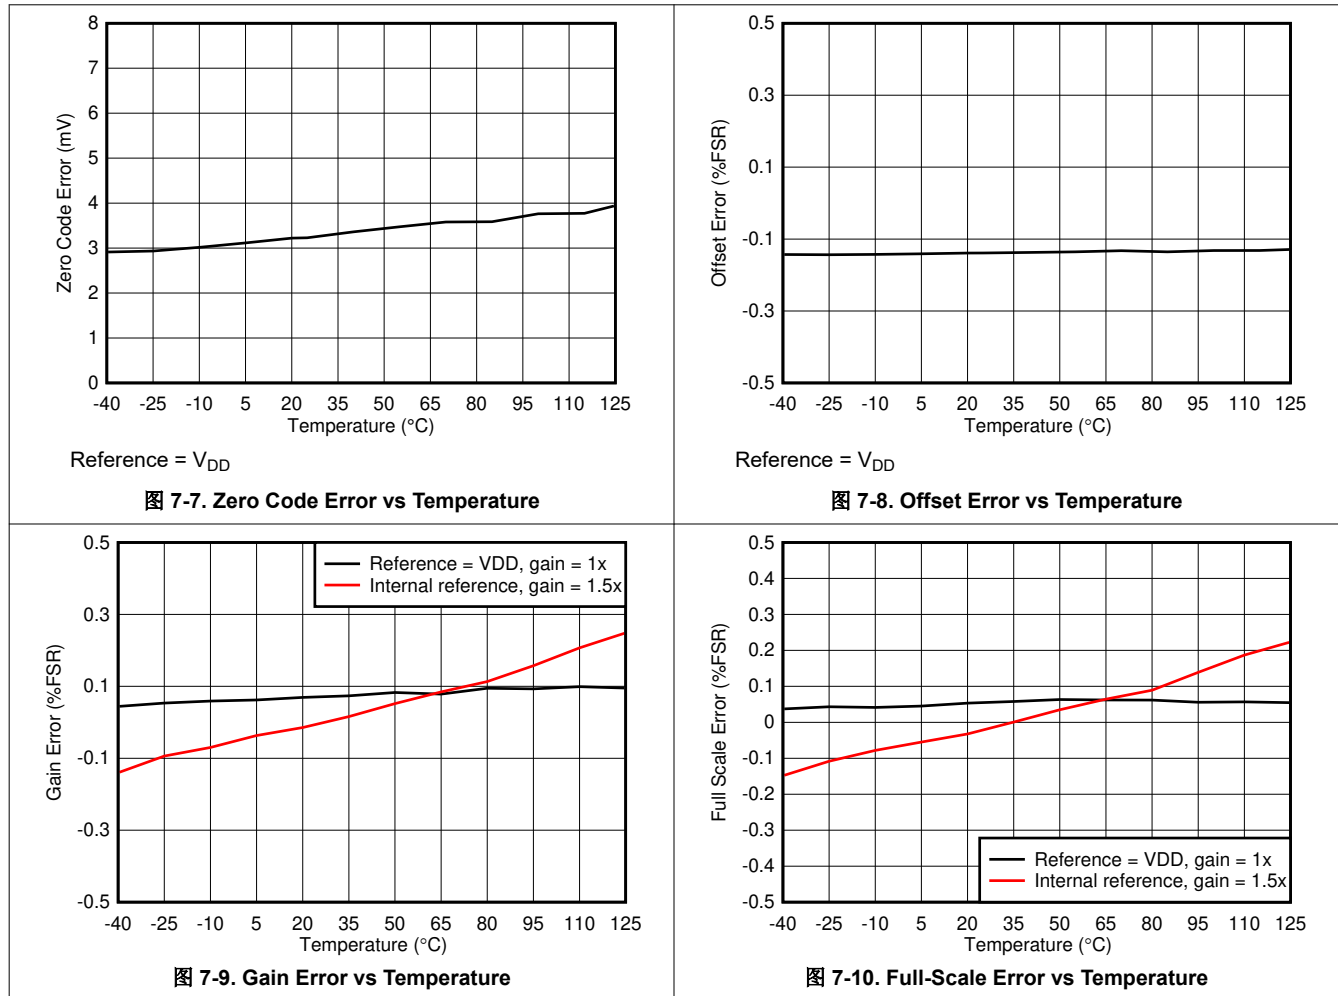 8
7
6
5
4
3
2
1
0
Zero Code Error (mV)
-40 -25 -10 5 20 35 50 65 80 95 110 125
Temperature (°C)
Reference = VDD
图 7-7. Zero Code Error vs Temperature
0.5
0.3
0.1
-0.1
-0.3
-0.5
Offset Error (%FSR)
-40 -25 -10 5 20 35 50 65 80 95 110 125
Temperature (°C)
Reference = VDD
图 7-8. Offset Error vs Temperature
0.5
0.3
0.1
-0.1
-0.3
-0.5
Gain Error (%FSR)
Reference = VDD, gain = 1x
Internal reference, gain = 1.5x
-40 -25 -10 5 20 35 50 65 80 95 110 125
Temperature (°C)
图 7-9. Gain Error vs Temperature
0.5
0.4
0.3
0.2
0.1
0
-0.1
-0.2
-0.3
-0.4
-0.5
Full Scale Error (%FSR)
Reference = VDD, gain = 1x
Internal reference, gain = 1.5x
-40 -25 -10 5 20 35 50 65 80 95 110 125
Temperature (°C)
图 7-10. Full-Scale Error vs Temperature